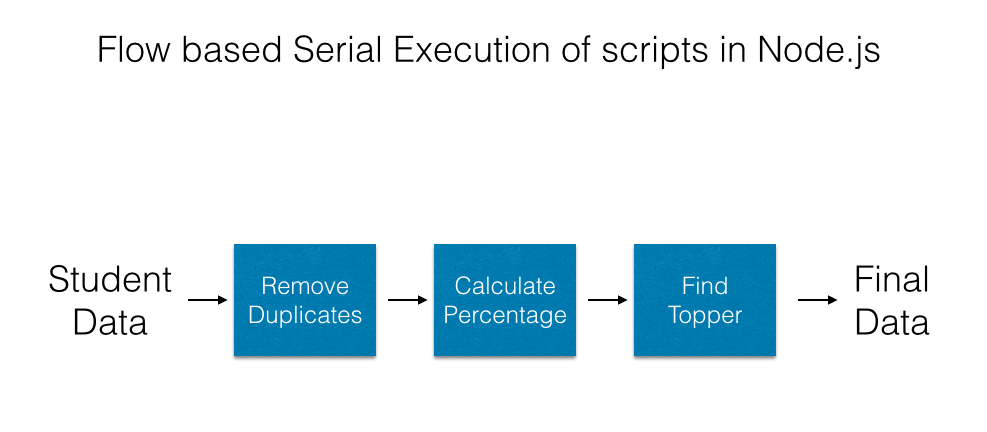 Flow based Serial Execution of scripts in Node.js
Student
Data
Remove
Duplicates
Calculate
Percentage
Find
Topper
Final
Data